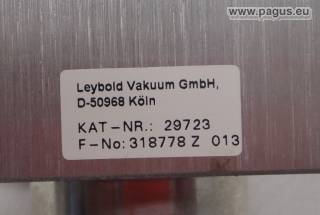 www.pagus.eu
Leybold Vakuum GmbH,
D-50968 Köln
KAT-NR.: 29723
F-No: 318778 Z 013